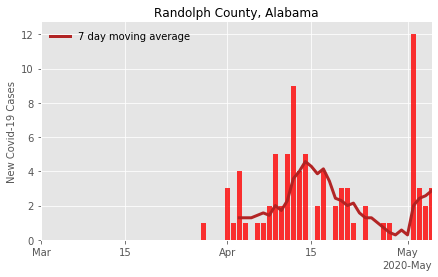 Randolph County, Alabama
7 day moving average
New Covid-19 Cases
12
10
8
6
4
2
0
Mar 15 Apr 15 May
2020-May